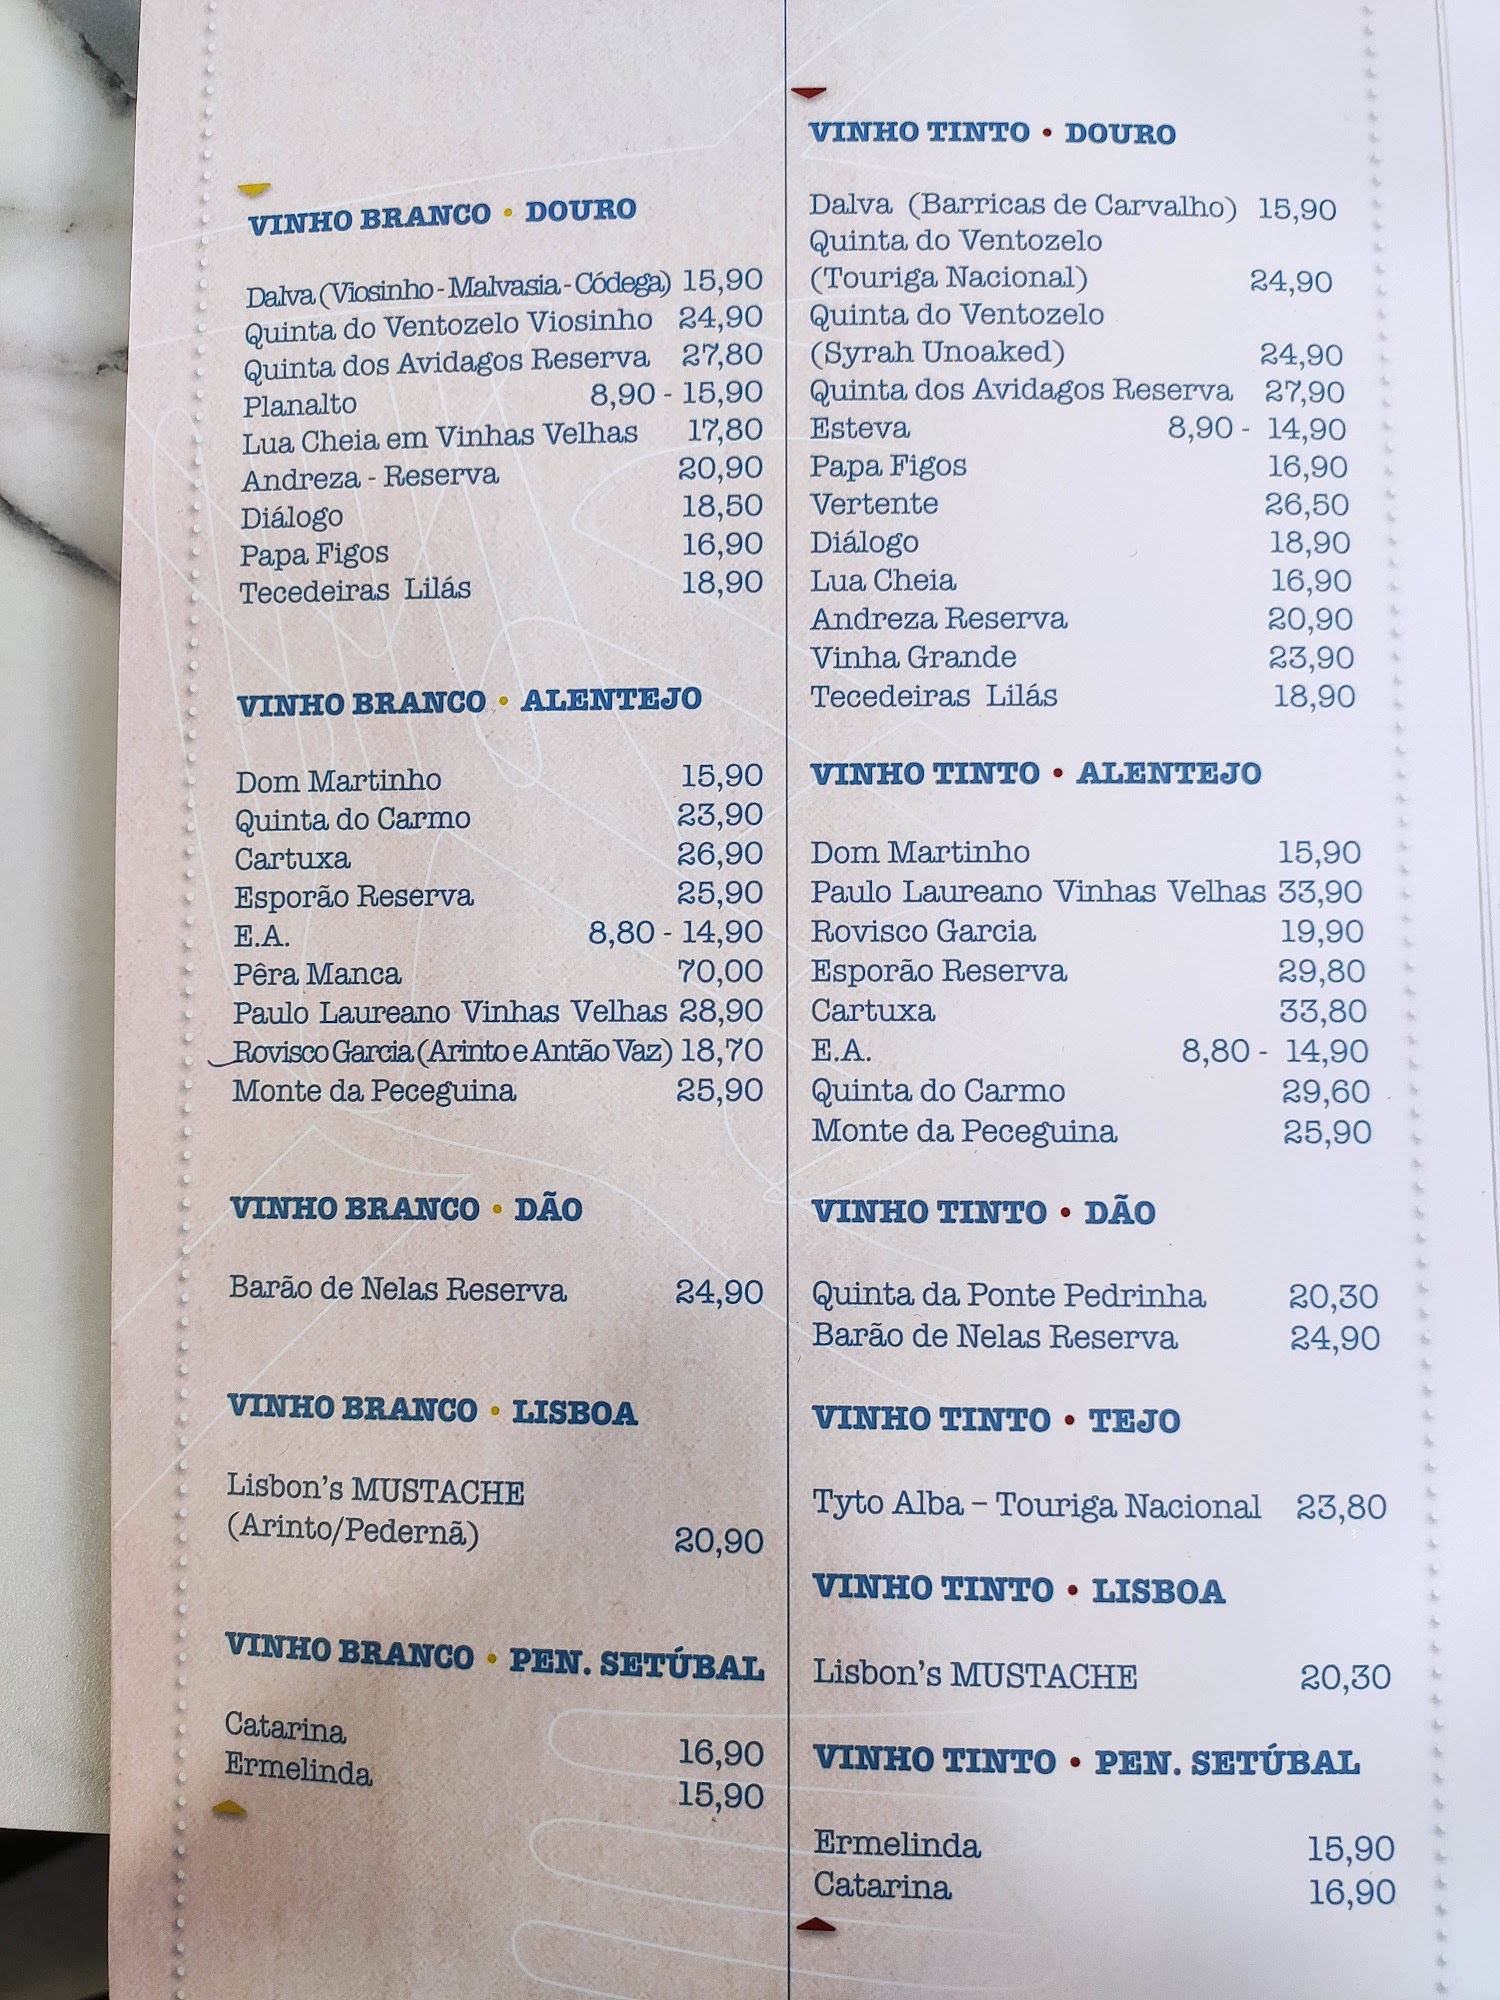 VINHO BRANCO • DOURO
Dalva (Viosinho - Malvasia - Códega) 15,90
Quinta do Ventozelo Viosinho 24,90
Quinta dos Avidagos Reserva 27,80
Planalto 8,90 - 15,90
Lua Cheia em Vinhas Velhas 17,80
Andreza - Reserva 20,90
Diálogo 18,50
Papa Figos 16,90
Tecedeiras Lilás 18,90
VINHO BRANCO • ALENTEJO
Dom Martinho 15,90
Quinta do Carmo 23,90
Cartuxa 26,90
Esporão Reserva 25,90
E.A. 8,80 - 14,90
Pêra Manca 70,00
Paulo Laureano Vinhas Velhas 28,90
Rovisco Garcia (Arinto e Antão Vaz) 18,70
Monte da Peceguina 25,90
VINHO BRANCO • DÃO
Barão de Nelas Reserva 24,90
VINHO BRANCO • LISBOA
Lisbon's MUSTACHE
(Arinto/Pedernã) 20,90
VINHO BRANCO • PEN. SETÚBAL
Catarina 16,90
Ermelinda 15,90
VINHO TINTO • DOURO
Dalva (Barricas de Carvalho) 15,90
Quinta do Ventozelo
(Touriga Nacional) 24,90
Quinta do Ventozelo
(Syrah Unoaked) 24,90
Quinta dos Avidagos Reserva 27,90
Esteva 8,90 - 14,90
Papa Figos 16,90
Vertente 26,50
Diálogo 18,90
Lua Cheia 16,90
Andreza Reserva 20,90
Vinha Grande 23,90
Tecedeiras Lilás 18,90
VINHO TINTO • ALENTEJO
Dom Martinho 15,90
Paulo Laureano Vinhas Velhas 33,90
Rovisco Garcia 19,90
Esporão Reserva 29,80
Cartuxa 33,80
E.A. 8,80 - 14,90
Quinta do Carmo 29,60
Monte da Peceguina 25,90
VINHO TINTO • DÃO
Quinta da Ponte Pedrinha 20,30
Barão de Nelas Reserva 24,90
VINHO TINTO • TEJO
Tyto Alba – Touriga Nacional 23,80
VINHO TINTO • LISBOA
Lisbon's MUSTACHE 20,30
VINHO TINTO • PEN. SETÚBAL
Ermelinda 15,90
Catarina 16,90